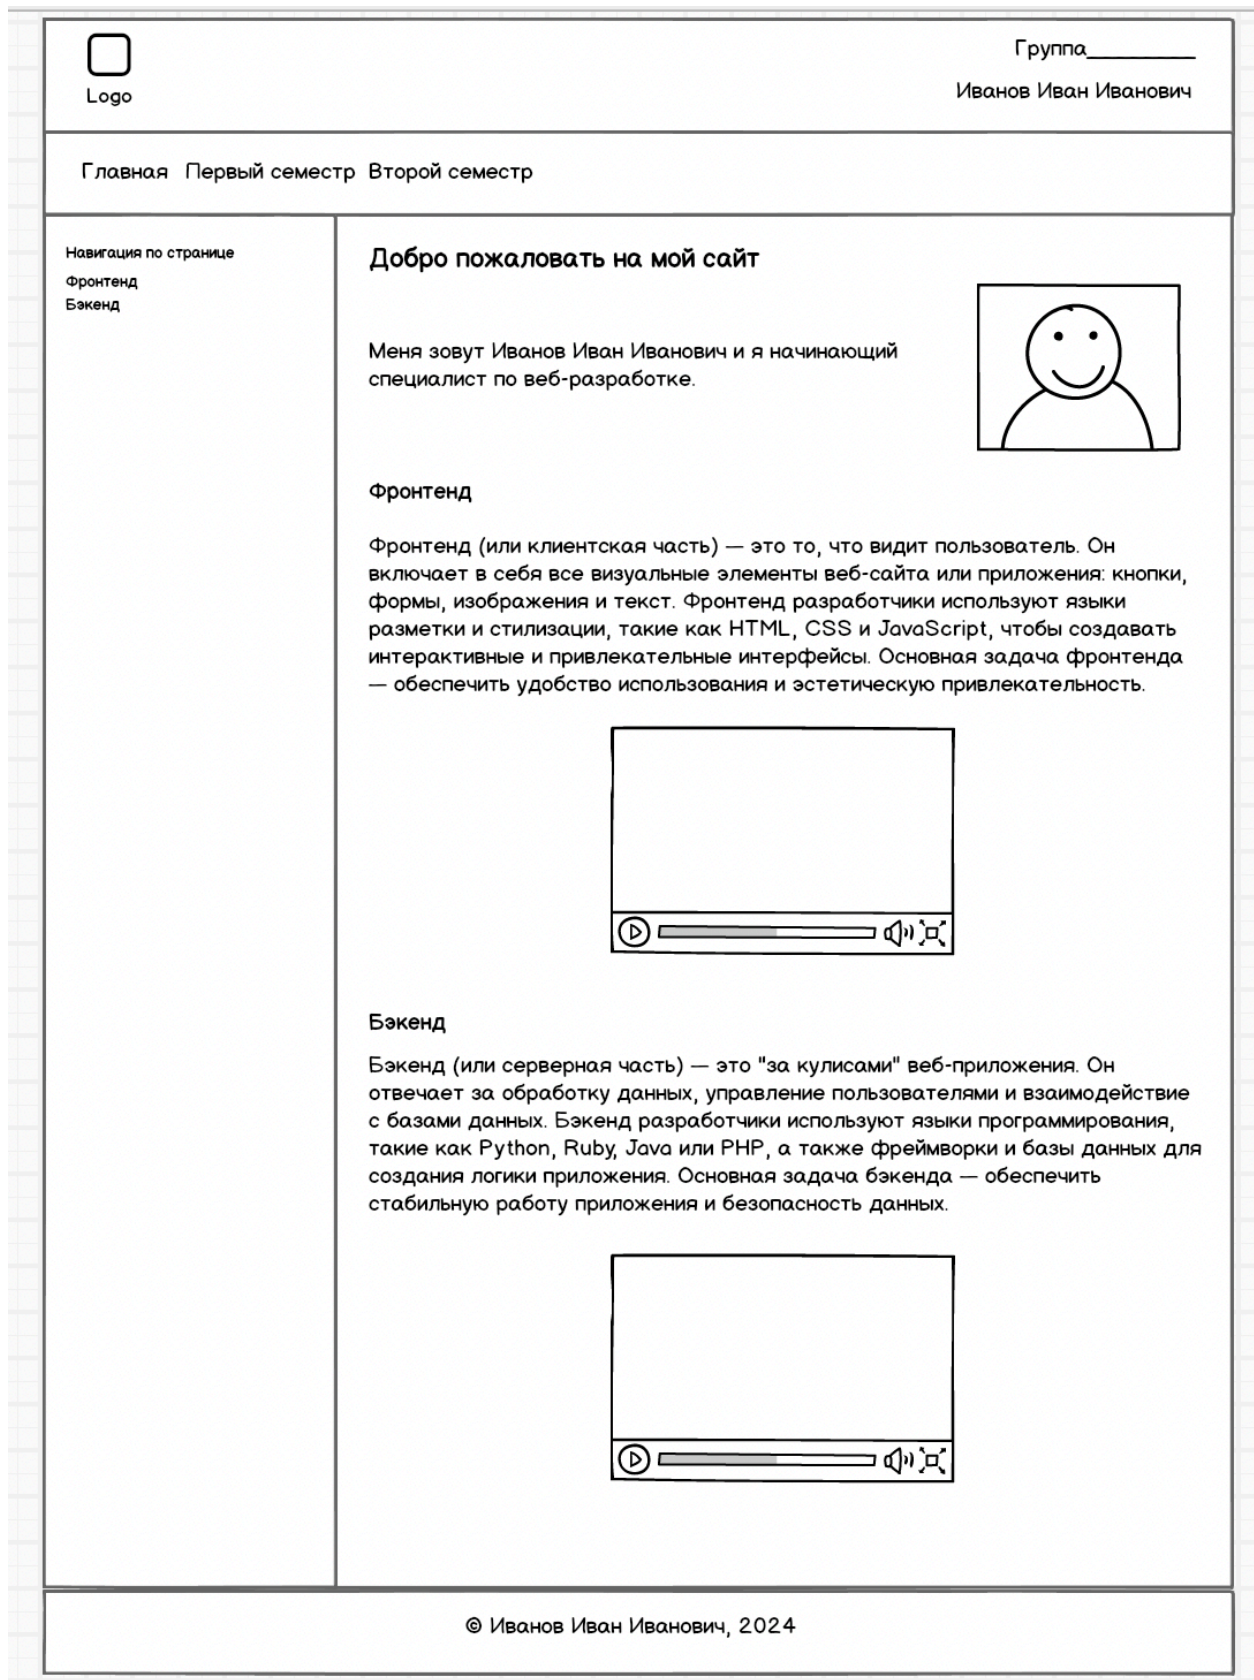 Logo
Группа_________
Иванов Иван Иванович
Главная Первый семестр Второй семестр
Навигация по странице
Фронтенд
Бэкенд
Добро пожаловать на мой сайт
Меня зовут Иванов Иван Иванович и я начинающий
специалист по веб-разработке.
Фронтенд
Фронтенд (или клиентская часть) — это то, что видит пользователь. Он
включает в себя все визуальные элементы веб-сайта или приложения: кнопки,
формы, изображения и текст. Фронтенд разработчики используют языки
разметки и стилизации, такие как HTML, CSS и JavaScript, чтобы создавать
интерактивные и привлекательные интерфейсы. Основная задача фронтенда
— обеспечить удобство использования и эстетическую привлекательность.
Бэкенд
Бэкенд (или серверная часть) — это "за кулисами" веб-приложения. Он
отвечает за обработку данных, управление пользователями и взаимодействие
с базами данных. Бэкенд разработчики используют языки программирования,
такие как Python, Ruby, Java или PHP, а также фреймворки и базы данных для
создания логики приложения. Основная задача бэкенда — обеспечить
стабильную работу приложения и безопасность данных.
© Иванов Иван Иванович, 2024